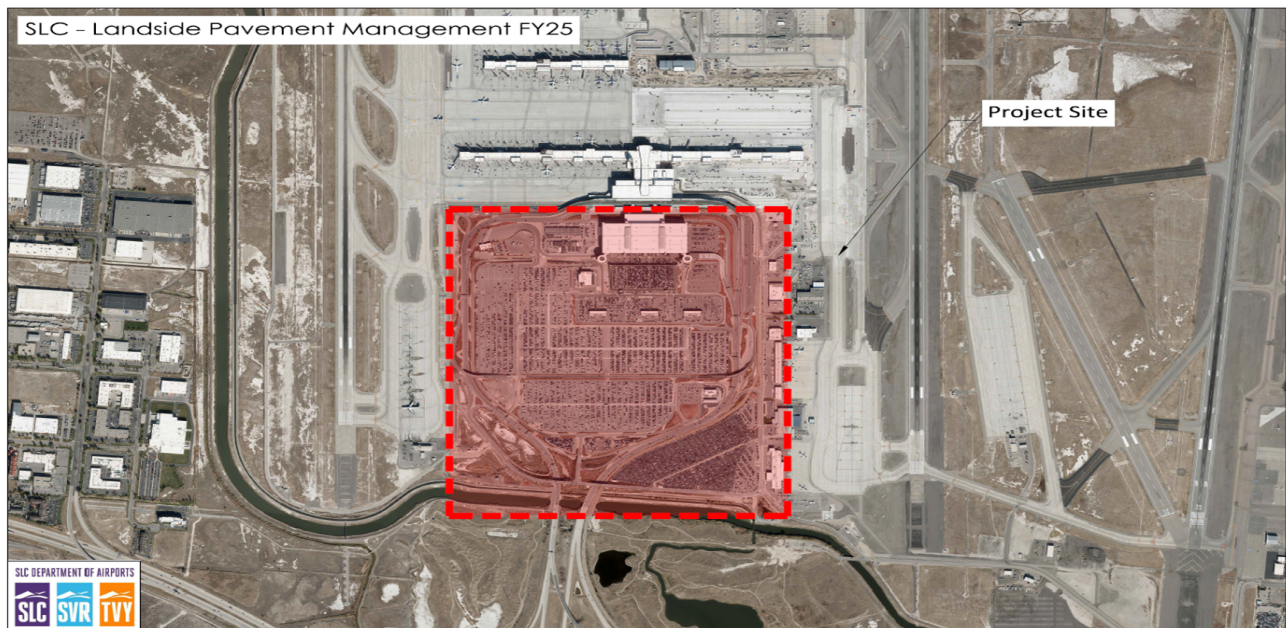 SLC - Landside Pavement Management FY25
Project Site
SLC DEPARTMENT OF AIRPORTS
SLC SVR TVY